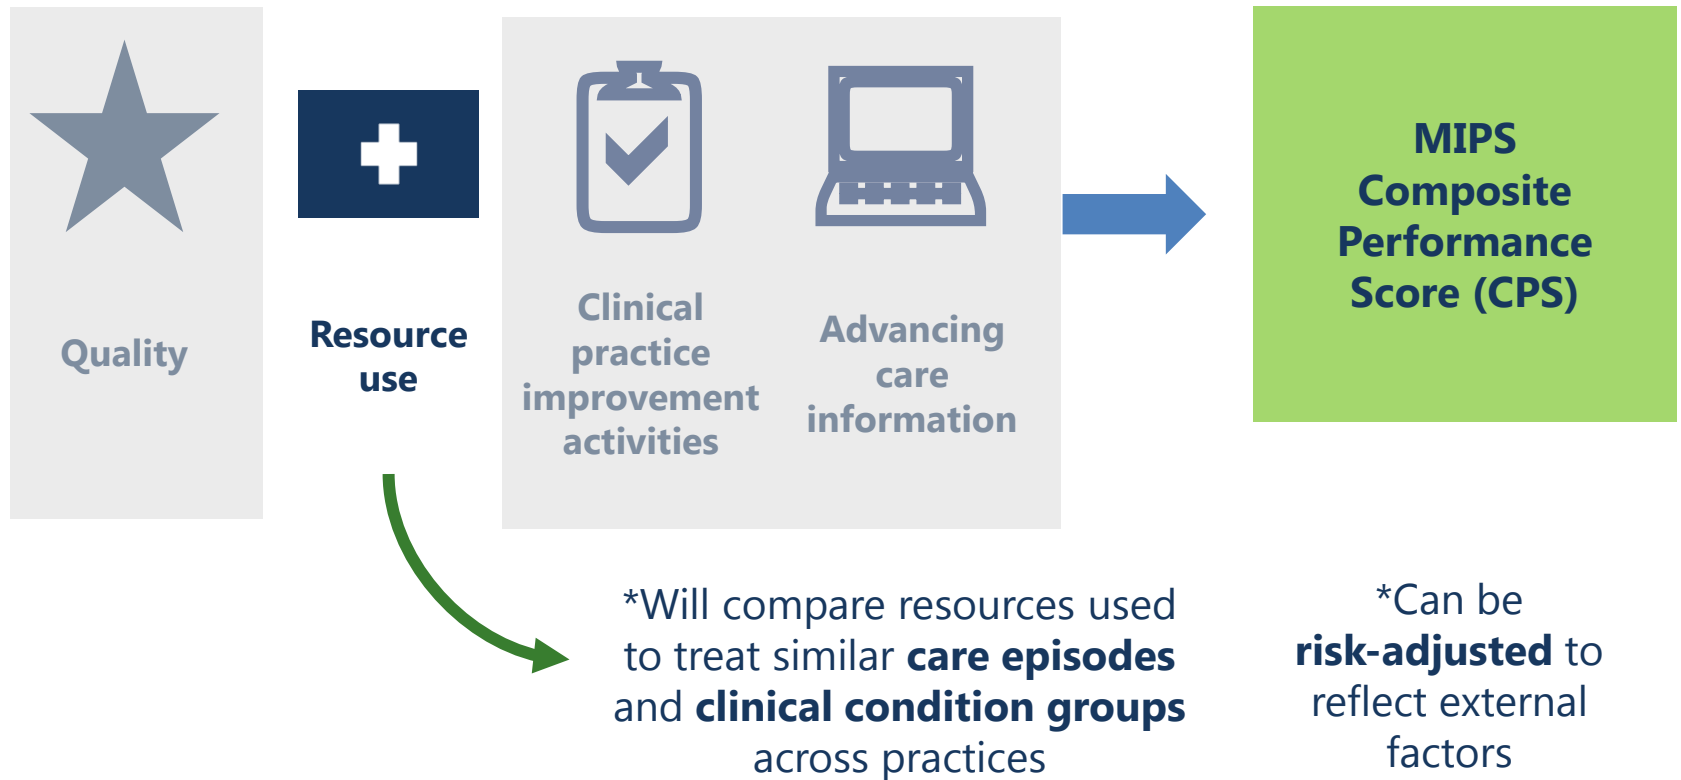 Quality
Resource
use
Clinical
practice
improvement
activities
Advancing
care
information
MIPS
Composite
Performance
Score (CPS)
*Will compare resources used
to treat similar care episodes
and clinical condition groups
across practices
*Can be
risk-adjusted to
reflect external
factors